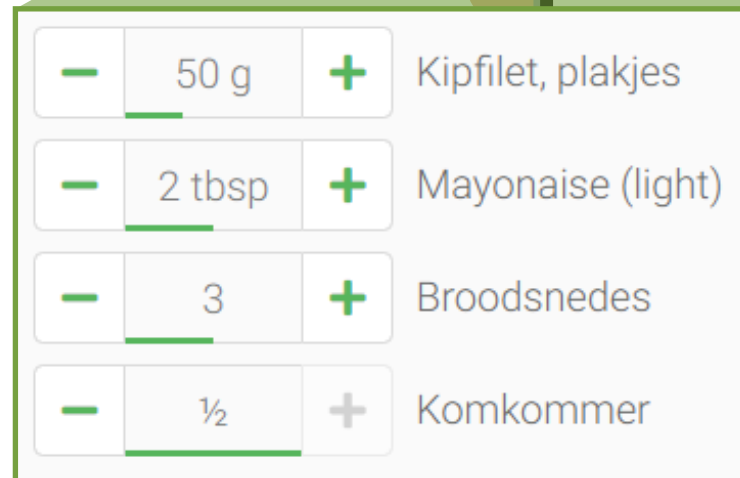 50 g Kipfilet, plakjes
2 tbsp Mayonaise (light)
3 Broodsnedes
½ Komkommer